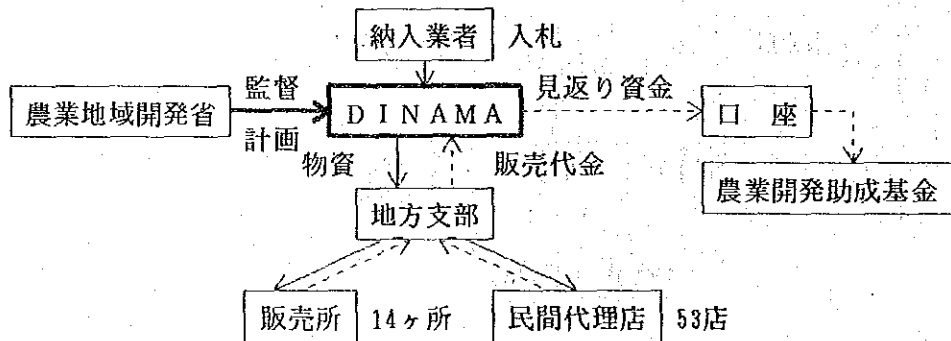 納入業者 入札
監督 見返り資金
農業地域開発省 DINAMA 口座
計画 物資 販売代金
農業開発助成基金
地方支部
販売所 14ヶ所 民間代理店 53店